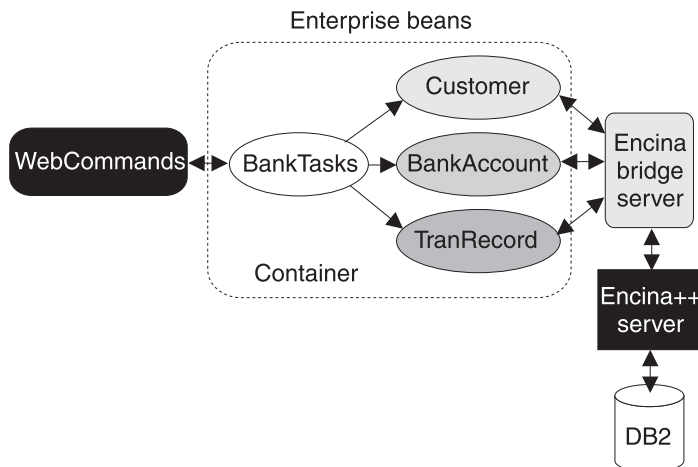 Enterprise beans
Customer
WebCommands
BankTasks
BankAccount
Encina
bridge
server
TranRecord
Container
Encina++
server
DB2